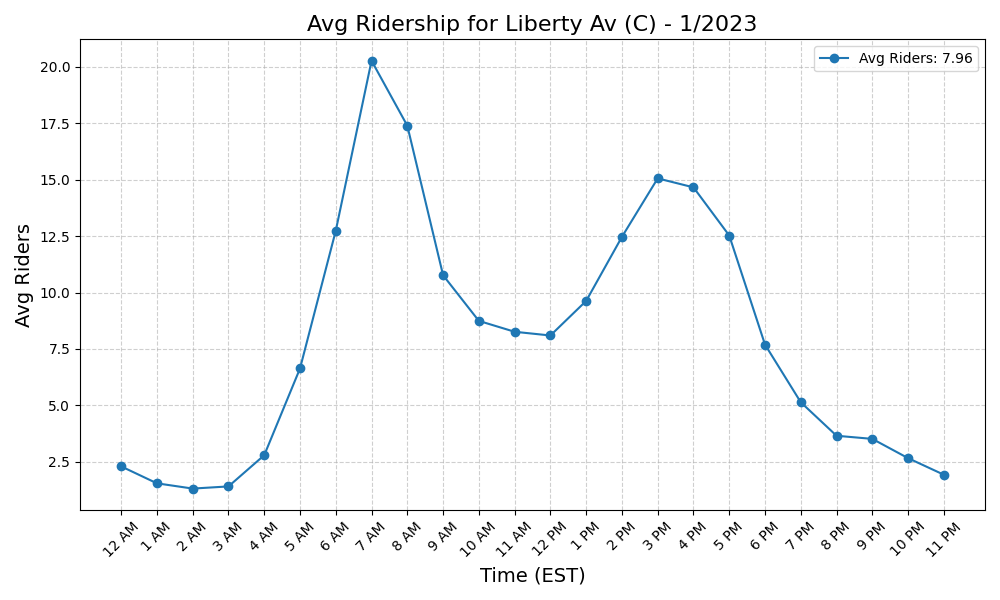 Avg Ridership for Liberty Av (C) - 1/2023
Avg Riders: 7.96
20.0
17.5
15.0
12.5
10.0
7.5
5.0
2.5
Avg Riders
12 AM
1 AM
2 AM
3 AM
4 AM
5 AM
6 AM
7 AM
8 AM
9 AM
10 AM
11 AM
12 PM
1 PM
2 PM
3 PM
4 PM
5 PM
6 PM
7 PM
8 PM
9 PM
10 PM
11 PM
Time (EST)